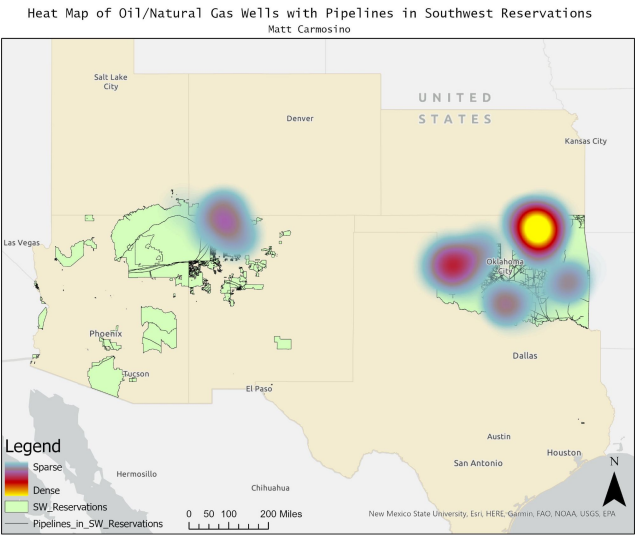 Heat Map of Oil/Natural Gas Wells with Pipelines in Southwest Reservations
Matt Carmosino
Salt Lake
City
Denver
UNITED
STATES
Kansas City
Las Vegas
Oklahoma
City
Phoenix
Tucson
Dallas
El Paso
Austin
Houston
San Antonio
Hermosillo
Chihuahua
Legend
Sparse
Dense
SW_Reservations
Pipelines_in_SW_Reservations
0 50 100 200 Miles
N
New Mexico State University, Esri, HERE, Garmin, FAO, NOAA, USGS, EPA